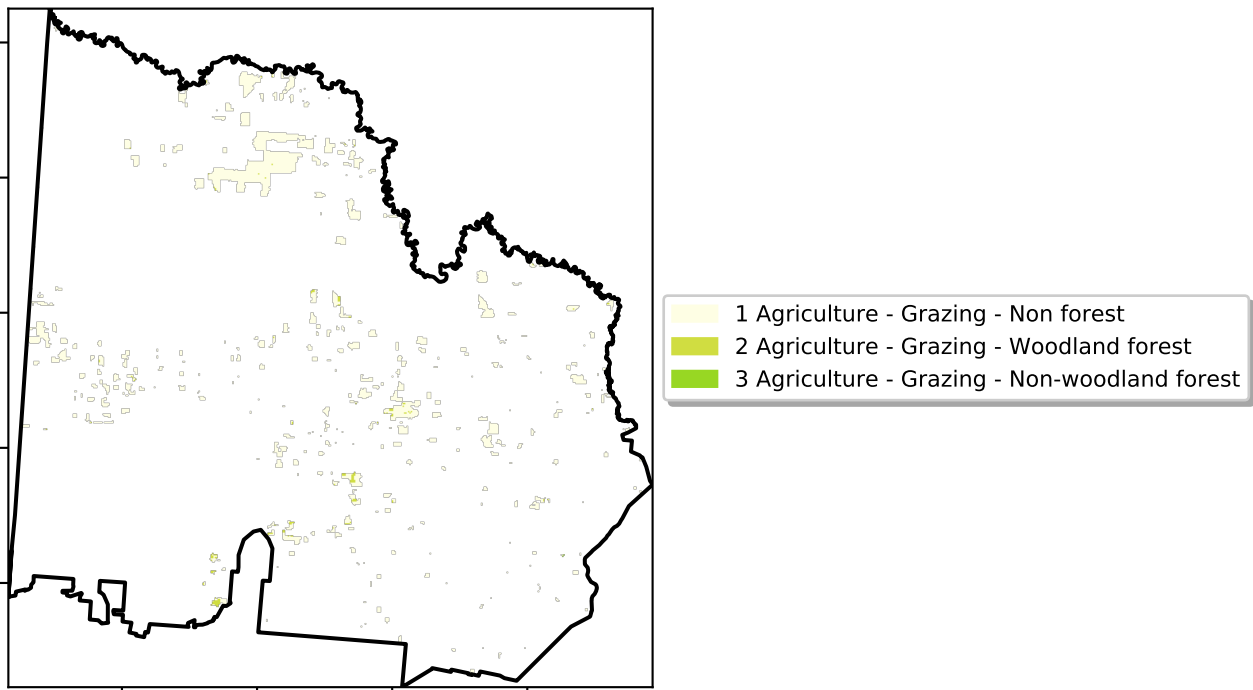 1 Agriculture - Grazing - Non forest
2 Agriculture - Grazing - Woodland forest
3 Agriculture - Grazing - Non-woodland forest